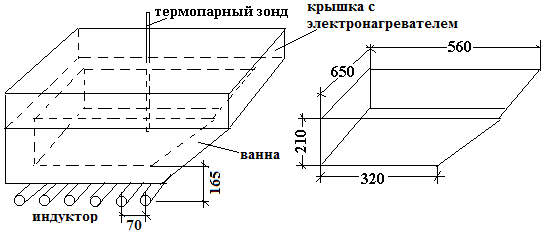 термопарный зонд
крышка с
электронагревателем
560
650
210
ванна
165
320
индуктор
70